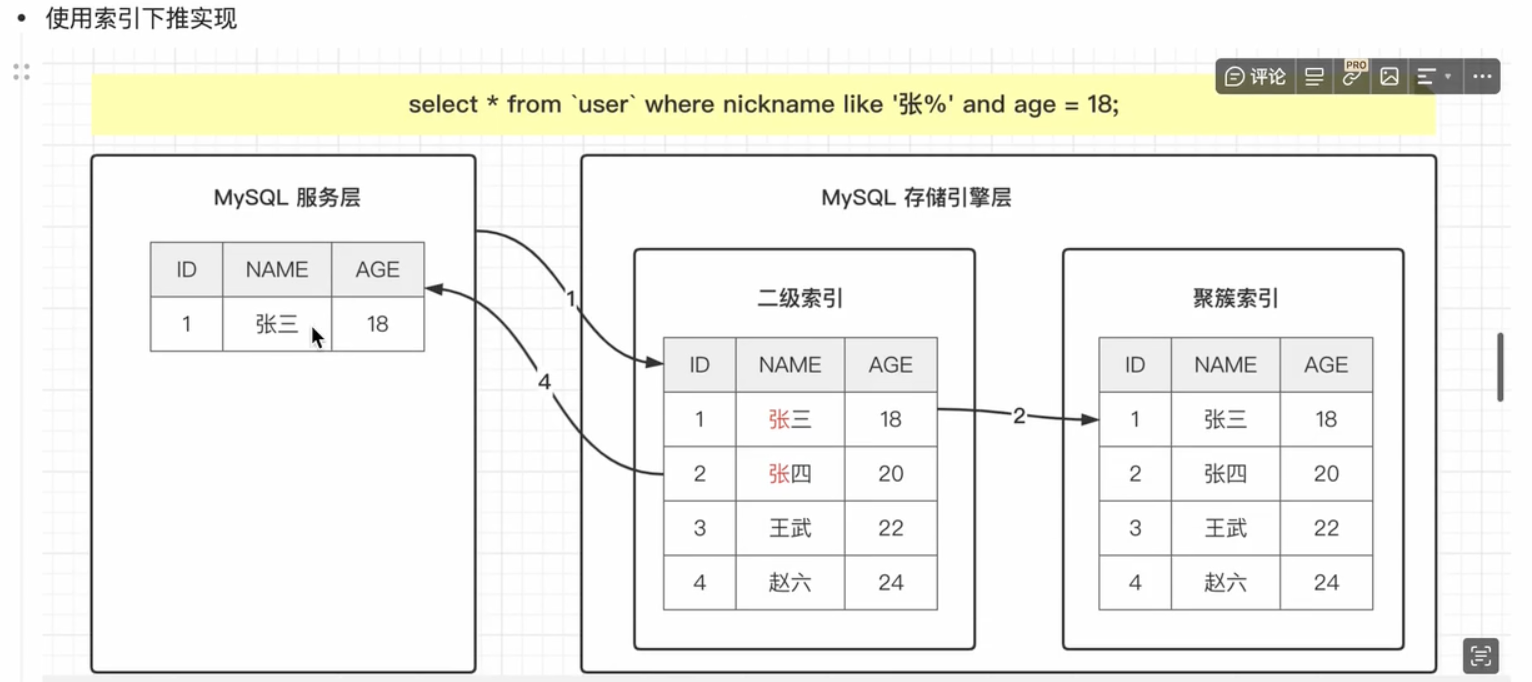 • 使用索引下推实现
评论 PRO
select * from `user` where nickname like '张%' and age = 18;
MySQL 服务层
ID NAME AGE
1 张三 18
1
4
MySQL 存储引擎层
二级索引
ID NAME AGE
1 张三 18
2 张四 20
3 王武 22
4 赵六 24
2
聚簇索引
ID NAME AGE
1 张三 18
2 张四 20
3 王武 22
4 赵六 24